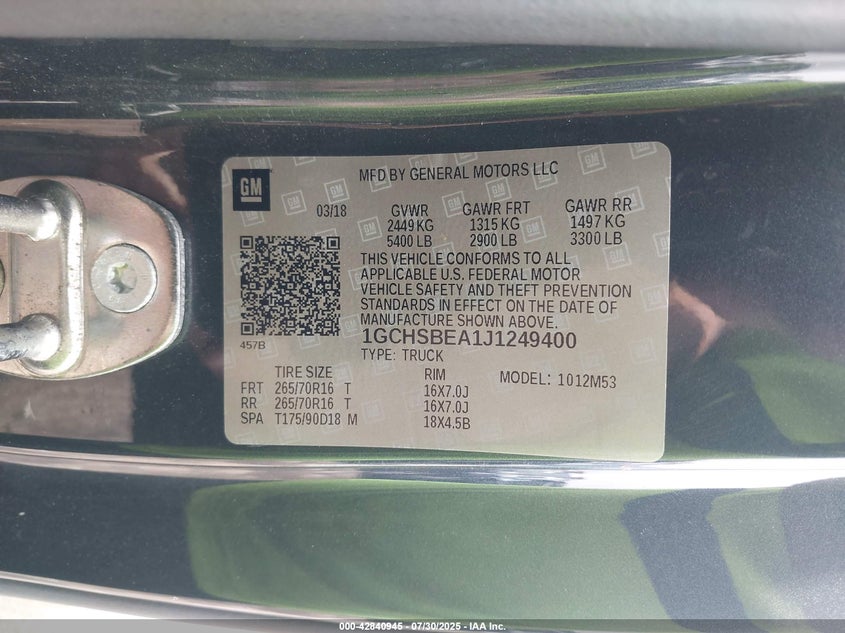 GM
MFD BY GENERAL MOTORS LLC
03/18
GVWR GAWR FRT GAWR RR
2449 KG 1315 KG 1497 KG
5400 LB 2900 LB 3300 LB
THIS VEHICLE CONFORMS TO ALL
APPLICABLE U.S. FEDERAL MOTOR
VEHICLE SAFETY AND THEFT PREVENTION
STANDARDS IN EFFECT ON THE DATE OF
MANUFACTURE SHOWN ABOVE.
457B
1GCHSBEA1J1249400
TYPE: TRUCK
TIRE SIZE RIM MODEL: 1012M53
FRT 265/70R16 T 16X7.0J
RR 265/70R16 T 16X7.0J
SPA T175/90D18 M 18X4.5B
000-42840945 - 07/30/2025 - IAA Inc.